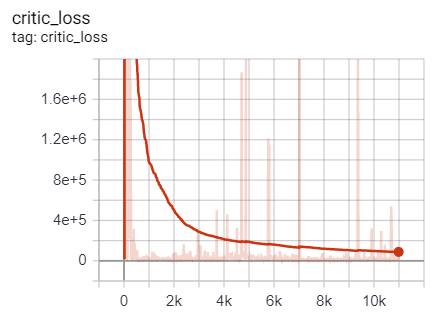 critic_loss
tag: critic_loss
1.6e+6
1.2e+6
8e+5
4e+5
0
0 2k 4k 6k 8k 10k